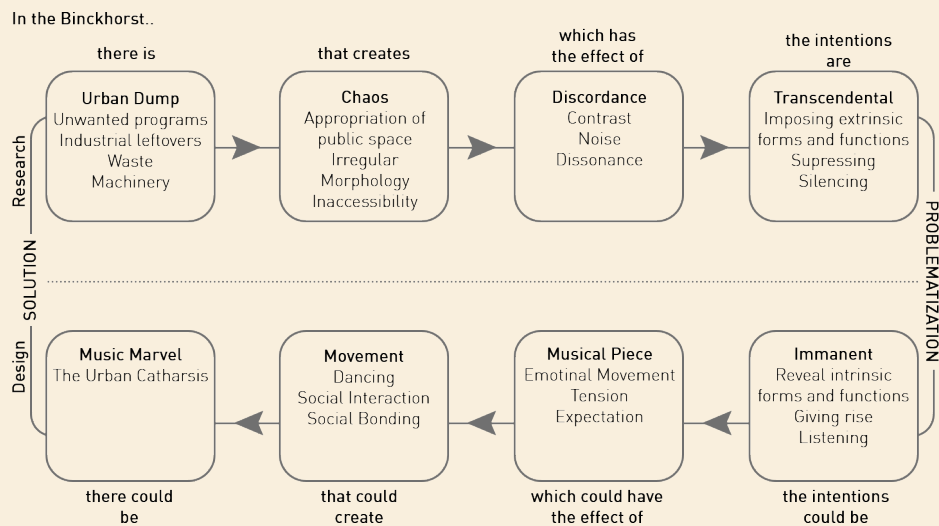 In the Binckhorst..
there is
that creates
which has
the effect of
the intentions
are
Urban Dump
Unwanted programs
Industrial leftovers
Waste
Machinery
Chaos
Appropriation of
public space
Irregular
Morphology
Inaccessibility
Discordance
Contrast
Noise
Dissonance
Transcendental
Imposing extrinsic
forms and functions
Supressing
Silencing
Research
SOLUTION
Design
PROBLEMATIZATION
Music Marvel
The Urban Catharsis
Movement
Dancing
Social Interaction
Social Bonding
Musical Piece
Emotinal Movement
Tension
Expectation
Immanent
Reveal intrinsic
forms and functions
Giving rise
Listening
there could
be
that could
create
which could have
the effect of
the intentions
could be